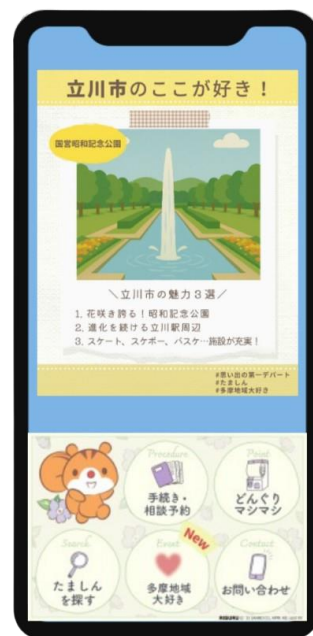 立川市のここが好き！
国営昭和記念公園
＼立川市の魅力3選／
1. 花咲き誇る！昭和記念公園
2. 進化を続ける立川駅周辺
3. スケート、スケボー、バスケ…施設が充実！
#思い出の第一デパート
#たましん
#多摩地域大好き
Procedure
手続き・
相談予約
Point
どんぐり
マシマシ
Search
たましん
を探す
Event
New
多摩地域
大好き
Contact
お問い合わせ